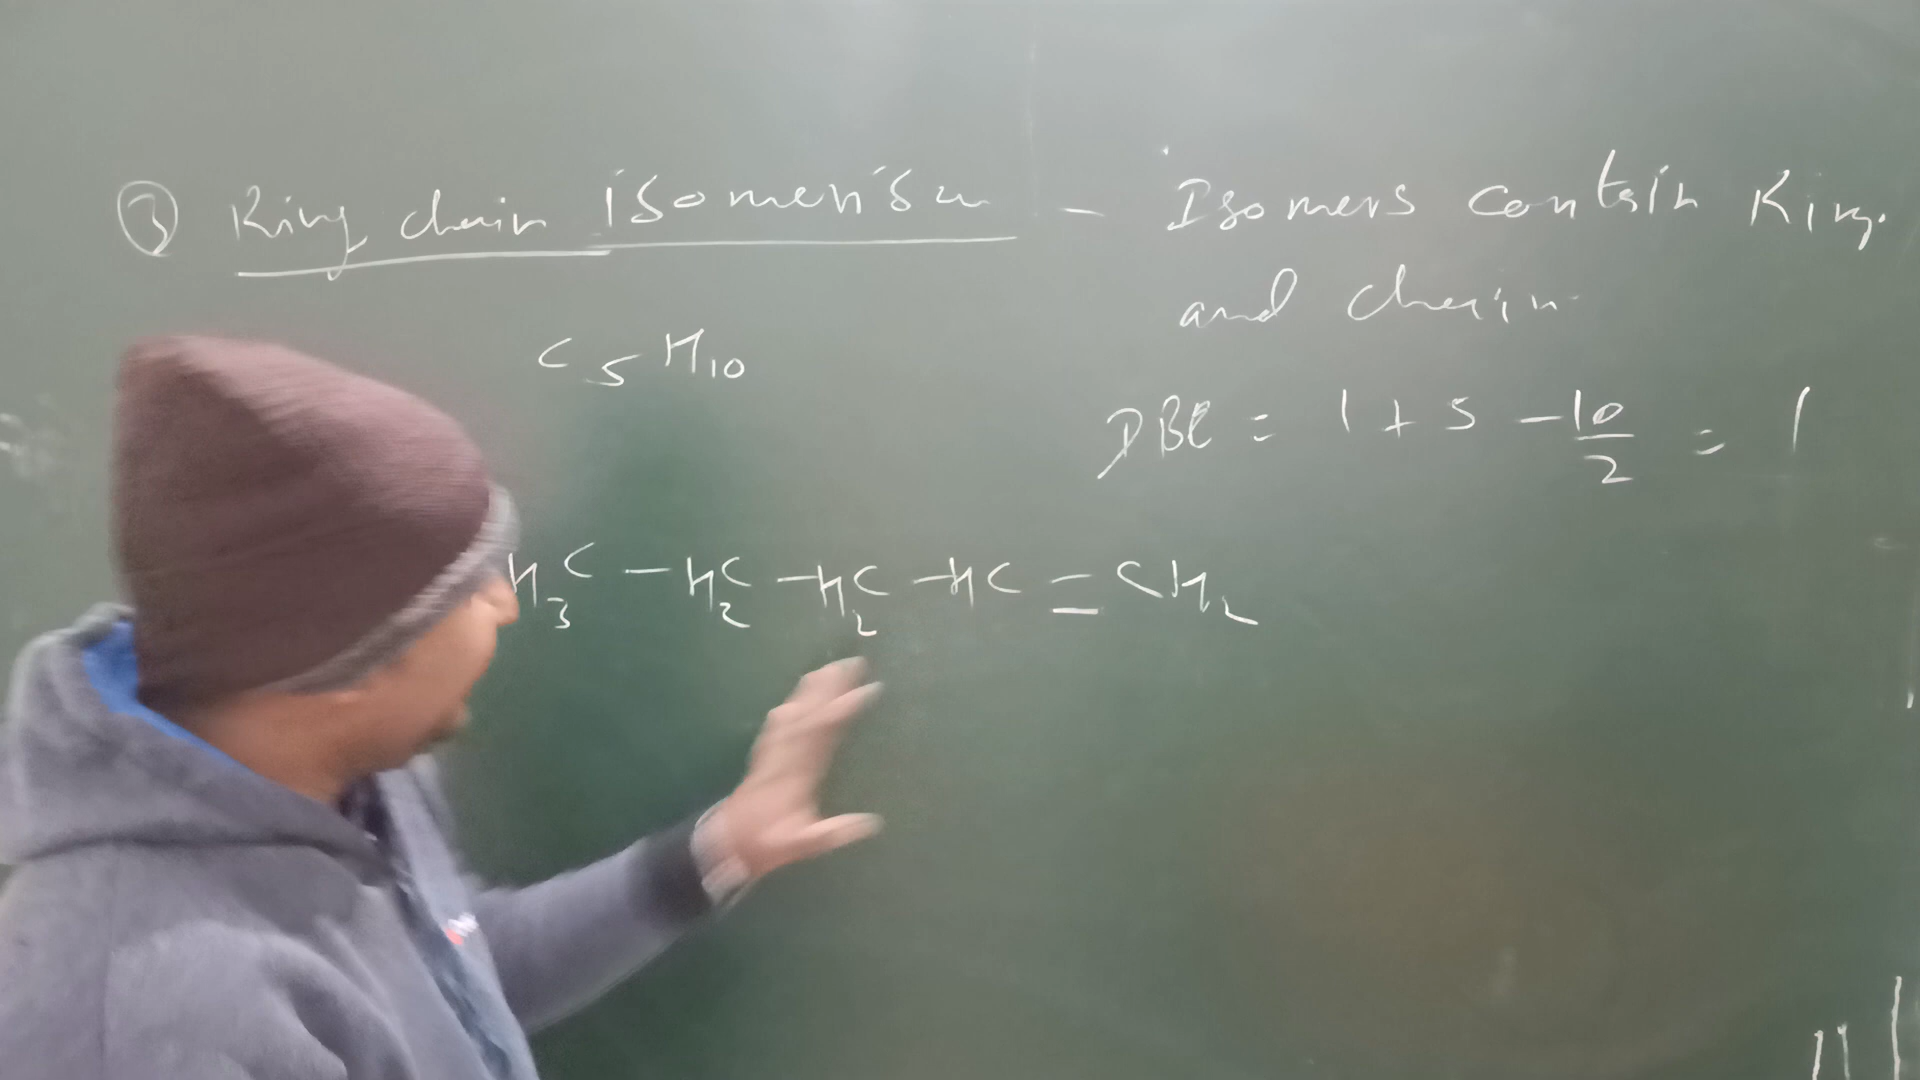 ③ Ring chain isomerism - Isomers contain Ring.
and chain
C5H10
DBE = 1 + 5 - 10/2 = 1
H3C - H2C - H2C - HC = CH2